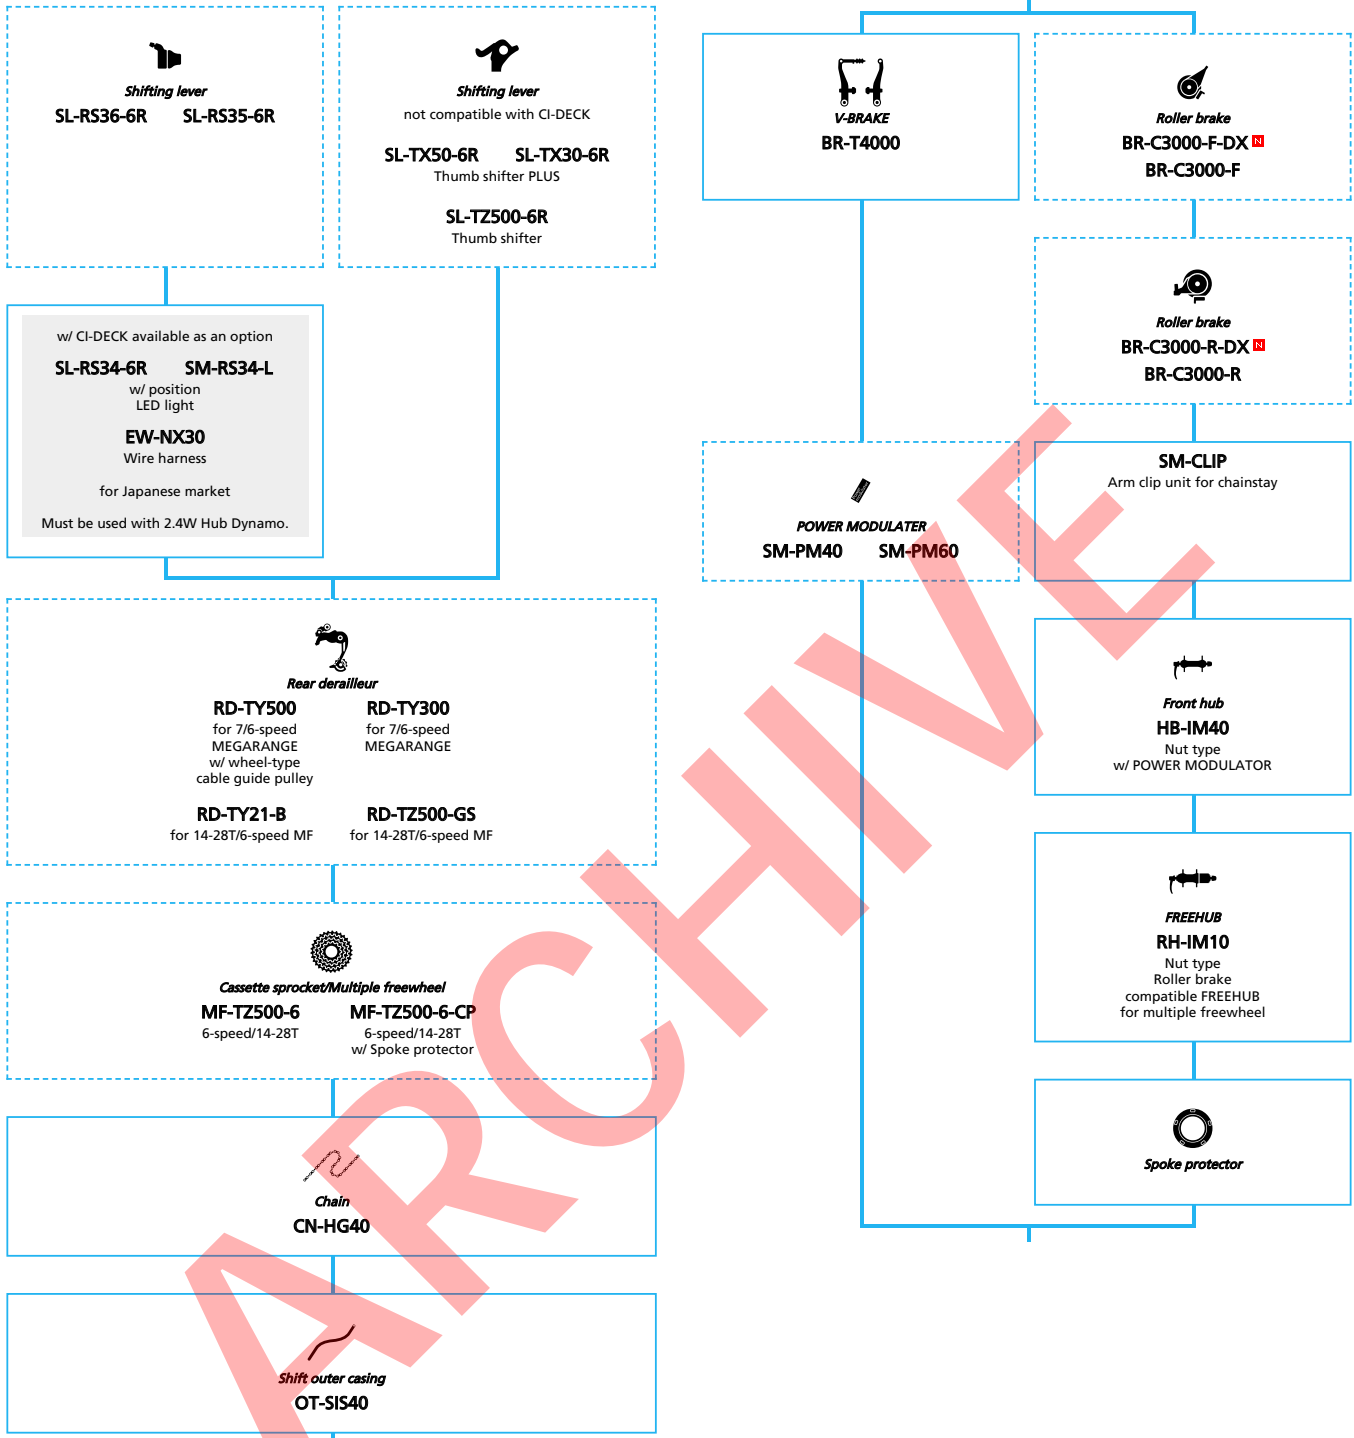 Shifting lever
SL-RS36-6R SL-RS35-6R
Shifting lever
not compatible with CI-DECK
SL-TX50-6R SL-TX30-6R
Thumb shifter PLUS
SL-TZ500-6R
Thumb shifter
w/ CI-DECK available as an option
SL-RS34-6R SM-RS34-L
w/ position
LED light
EW-NX30
Wire harness
for Japanese market
Must be used with 2.4W Hub Dynamo.
Rear derailleur
RD-TY500
for 7/6-speed
MEGARANGE
w/ wheel-type
cable guide pulley
RD-TY300
for 7/6-speed
MEGARANGE
RD-TY21-B
for 14-28T/6-speed MF
RD-TZ500-GS
for 14-28T/6-speed MF
Cassette sprocket/Multiple freewheel
MF-TZ500-6
6-speed/14-28T
MF-TZ500-6-CP
6-speed/14-28T
w/ Spoke protector
Chain
CN-HG40
Shift outer casing
OT-SIS40
V-BRAKE
BR-T4000
Roller brake
BR-C3000-F-DX N
BR-C3000-F
Roller brake
BR-C3000-R-DX N
BR-C3000-R
POWER MODULATER
SM-PM40 SM-PM60
SM-CLIP
Arm clip unit for chainstay
Front hub
HB-IM40
Nut type
w/ POWER MODULATOR
FREEHUB
RH-IM10
Nut type
Roller brake
compatible FREEHUB
for multiple freewheel
Spoke protector
ARCHIVE